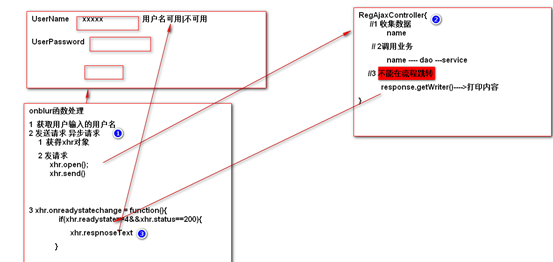 UserName xxxxx 用户名可用|不可用
UserPassword
onblur函数处理
1 获取用户输入的用户名
2 发送请求 异步请求 1
1 获得xhr对象
2 发请求
xhr.open();
xhr.send()
3 xhr.onreadystatechange = function(){
if(xhr.readystate==4&&xhr.status==200){
xhr.respnoseText 3
}
RegAjaxController{ 2
//1 收集数据
name
// 2调用业务
name ---- dao ---service
//3 不能在流程跳转
response.getWriter()---->打印内容
}